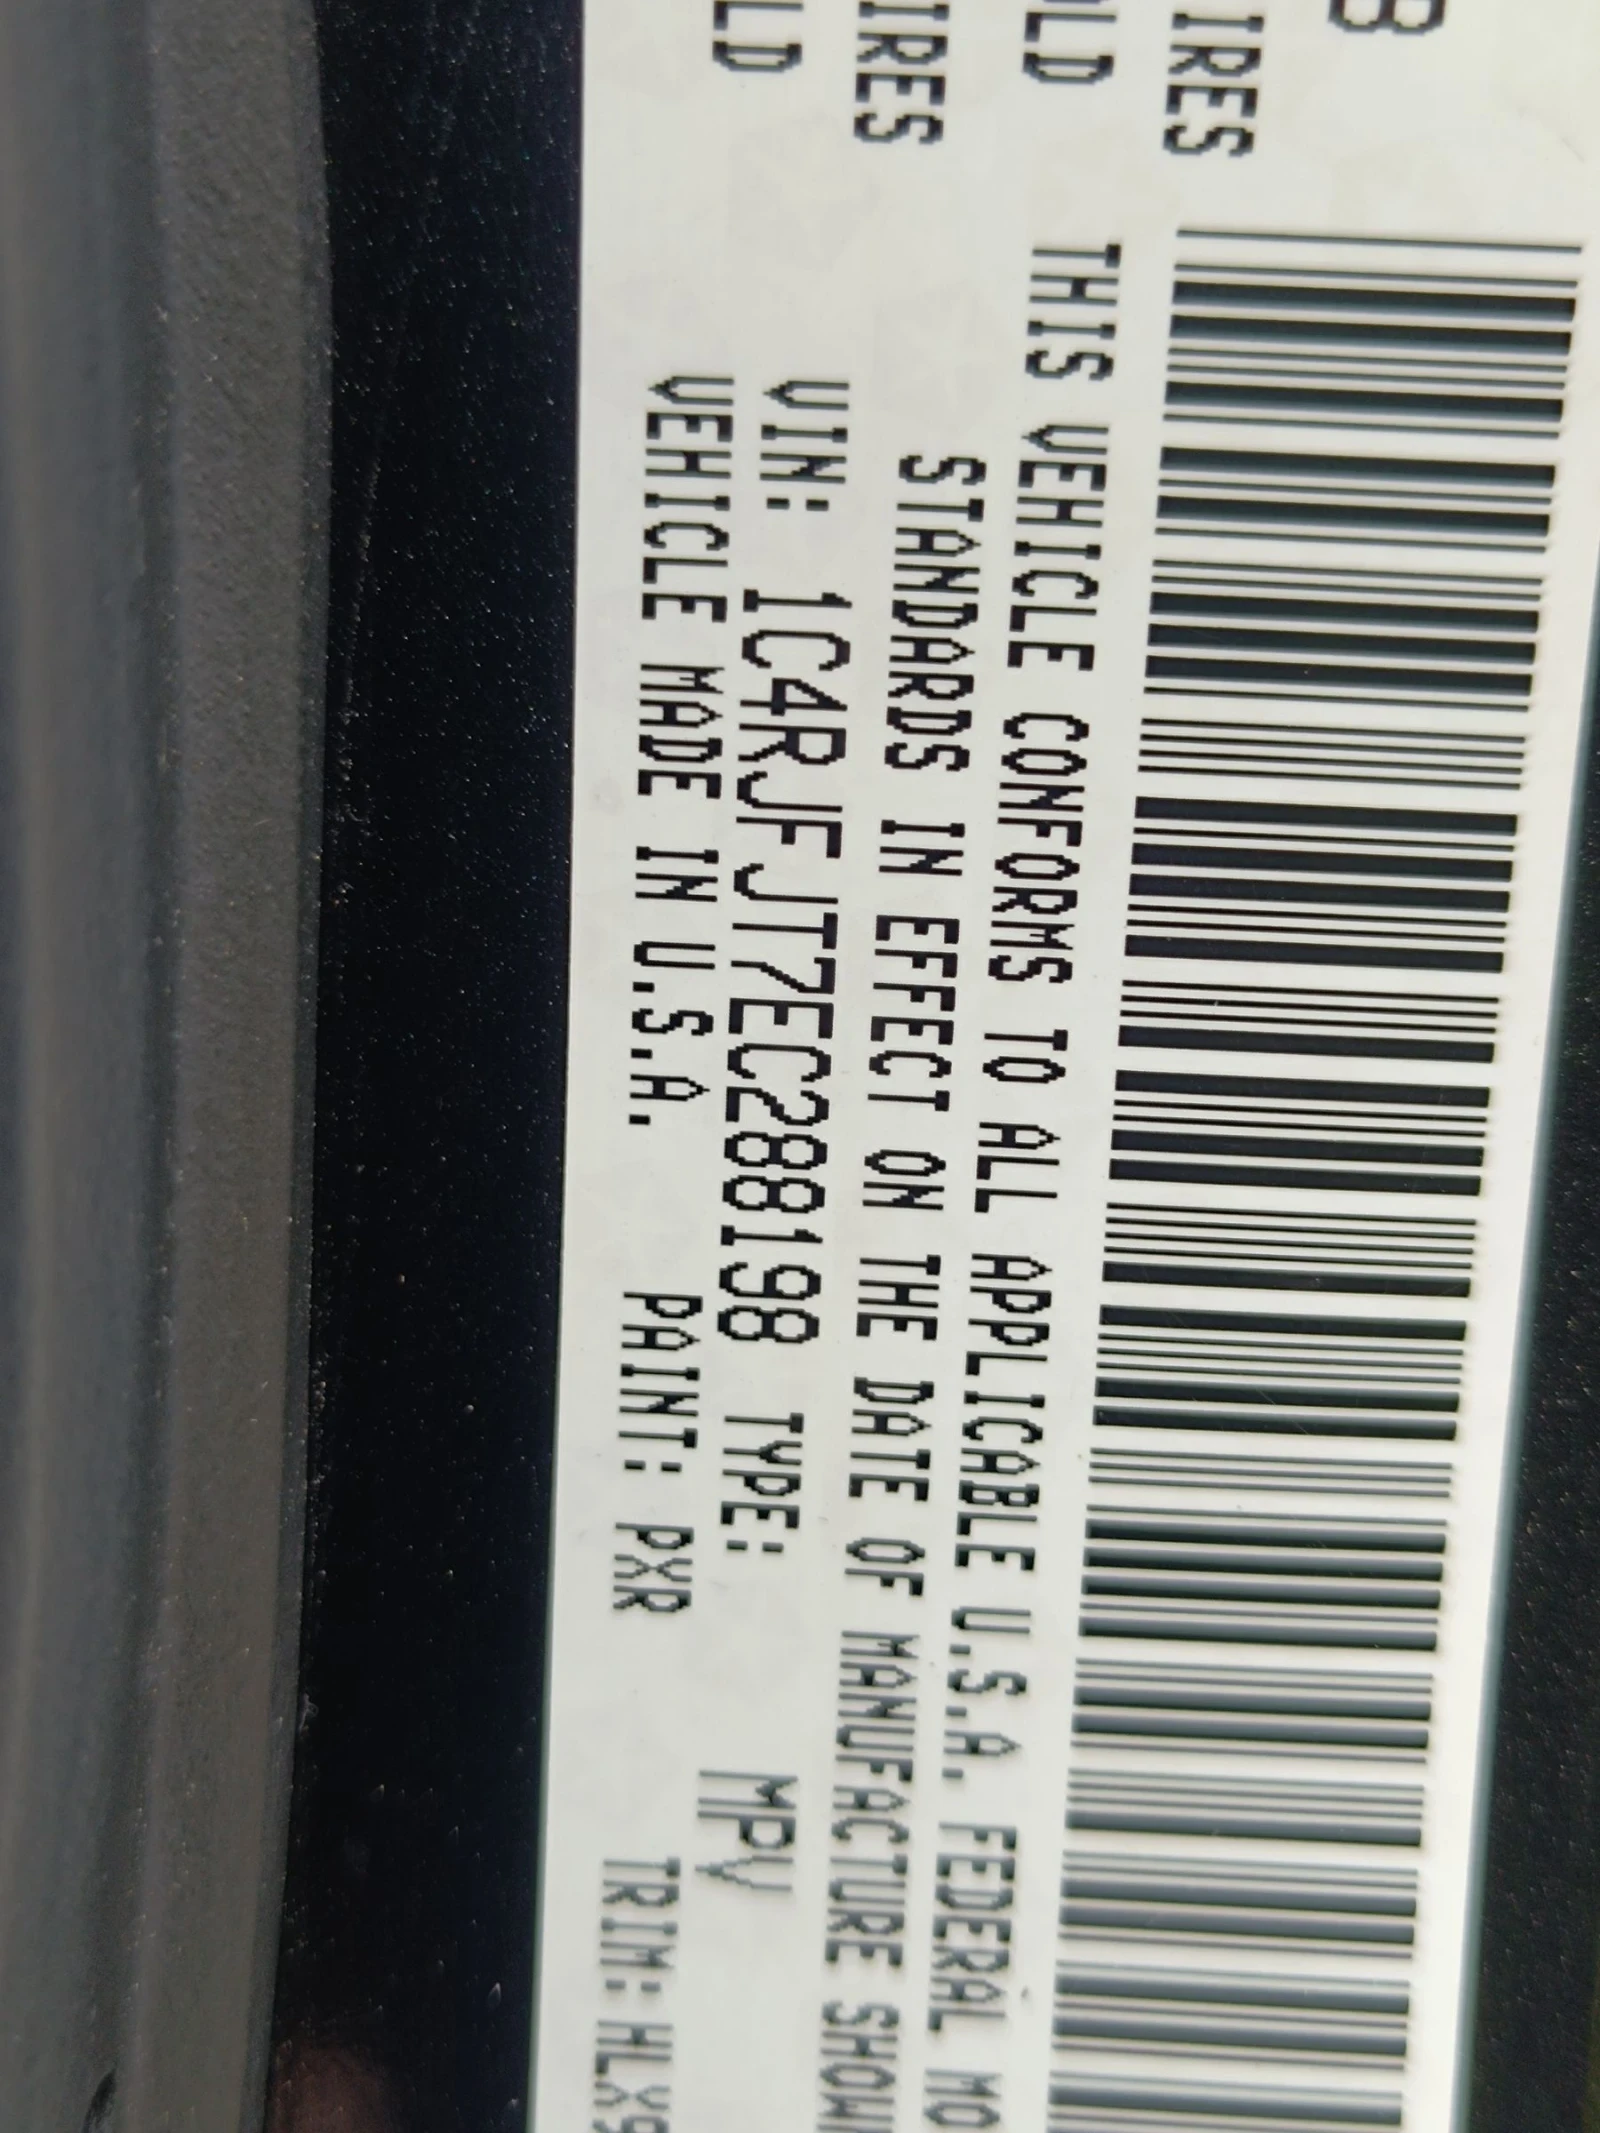 B
IRES
OLD
IRES
LD
THIS VEHICLE CONFORMS TO ALL APPLICABLE U.S.A. FEDERAL MO
STANDARDS IN EFFECT ON THE DATE OF MANUFACTURE SHOW
VIN: 1C4RJFJT7EC288198 TYPE: MPV
VEHICLE MADE IN U.S.A. PAINT: PXR TRIM: HLX9